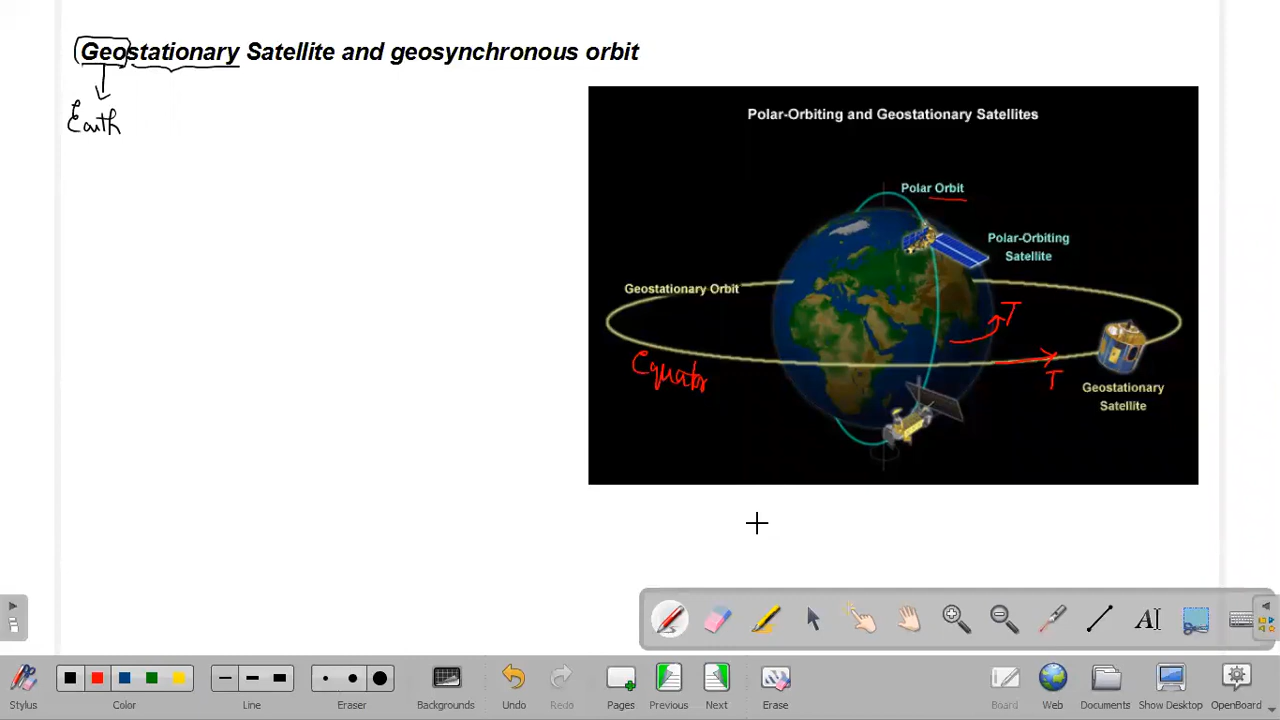 Geostationary Satellite and geosynchronous orbit
Earth
Polar-Orbiting and Geostationary Satellites
Polar Orbit
Polar-Orbiting
Satellite
Geostationary Orbit
T
Equator
T
Geostationary
Satellite
Stylus
Color
Line
Eraser
Backgrounds
Undo
Redo
Pages
Previous
Next
Erase
Board
Web
Documents
Show Desktop
OpenBoard